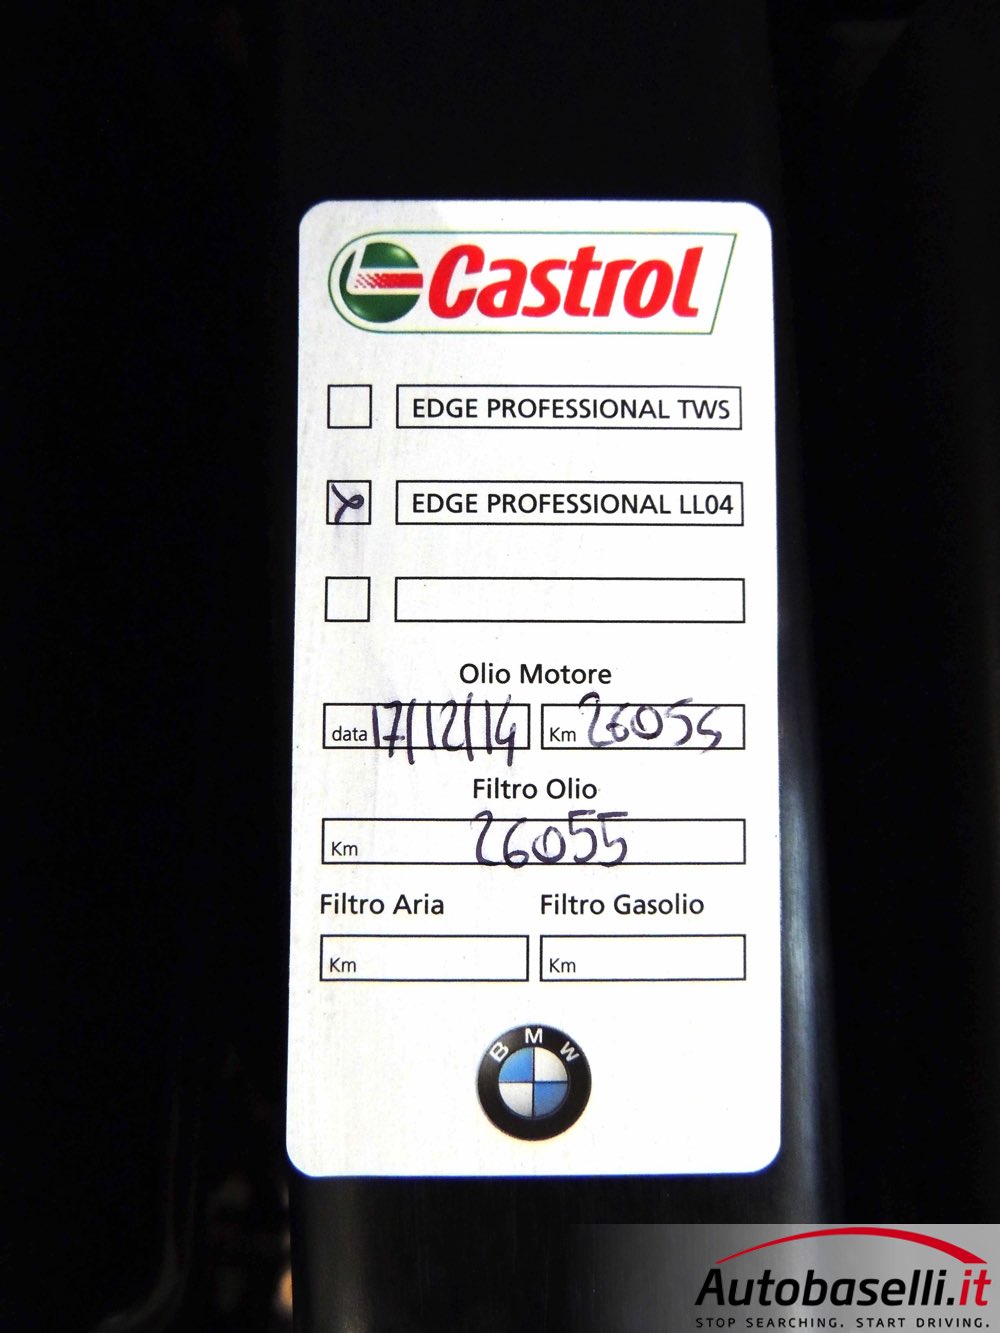 Castrol
EDGE PROFESSIONAL TWS
EDGE PROFESSIONAL LL04
Olio Motore
data 17/12/14 Km 26055
Filtro Olio
Km 26055
Filtro Aria Filtro Gasolio
Km Km
BMW
Autobaselli.it
STOP SEARCHING. START DRIVING.